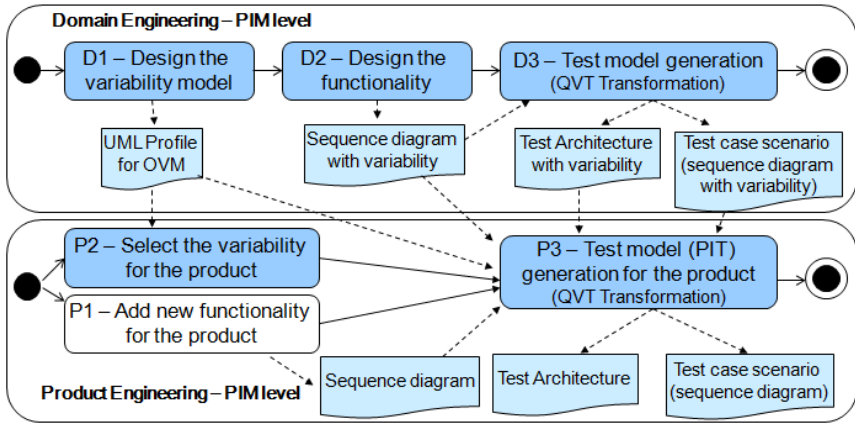 Domain Engineering – PIM level
D1 – Design the
variability model
D2 – Design the
functionality
D3 – Test model generation
(QVT Transformation)
UML Profile
for OVM
Sequence diagram
with variability
Test Architecture
with variability
Test case scenario
(sequence diagram
with variability)
P2 – Select the variability
for the product
P1 – Add new functionality
for the product
P3 – Test model (PIT)
generation for the product
(QVT Transformation)
Sequence diagram
Test Architecture
Test case scenario
(sequence diagram)
Product Engineering – PIM level